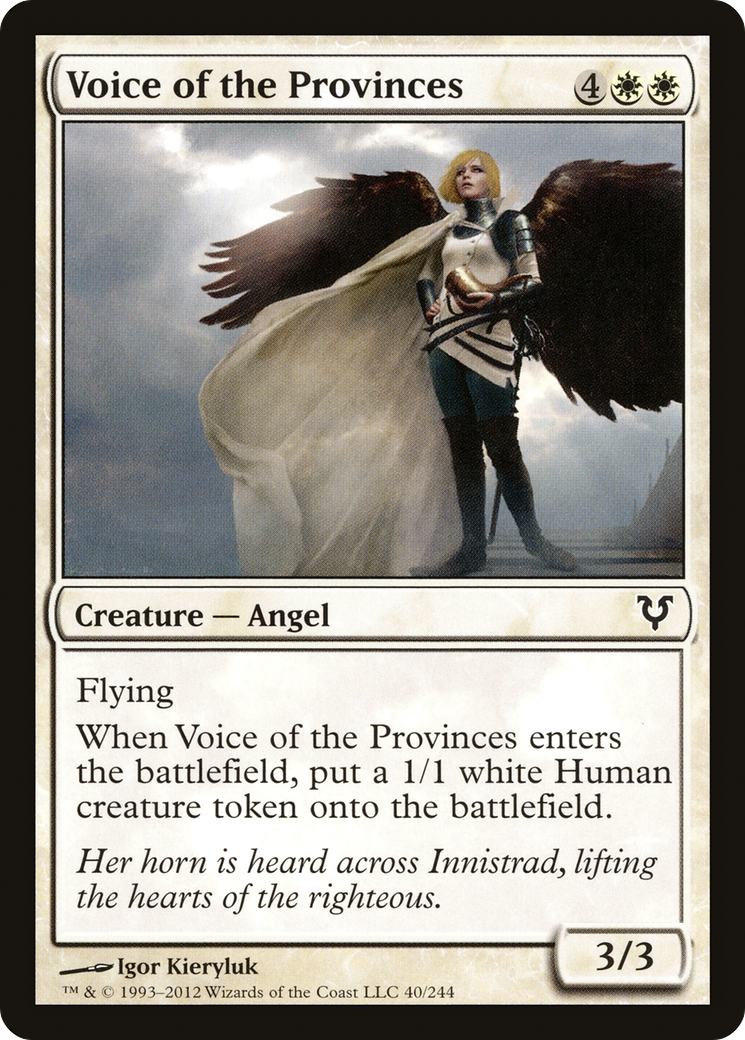 Voice of the Provinces 4
Creature — Angel
Flying
When Voice of the Provinces enters
the battlefield, put a 1/1 white Human
creature token onto the battlefield.
Her horn is heard across Innistrad, lifting
the hearts of the righteous.
3/3
Igor Kieryluk
™ & © 1993–2012 Wizards of the Coast LLC 40/244